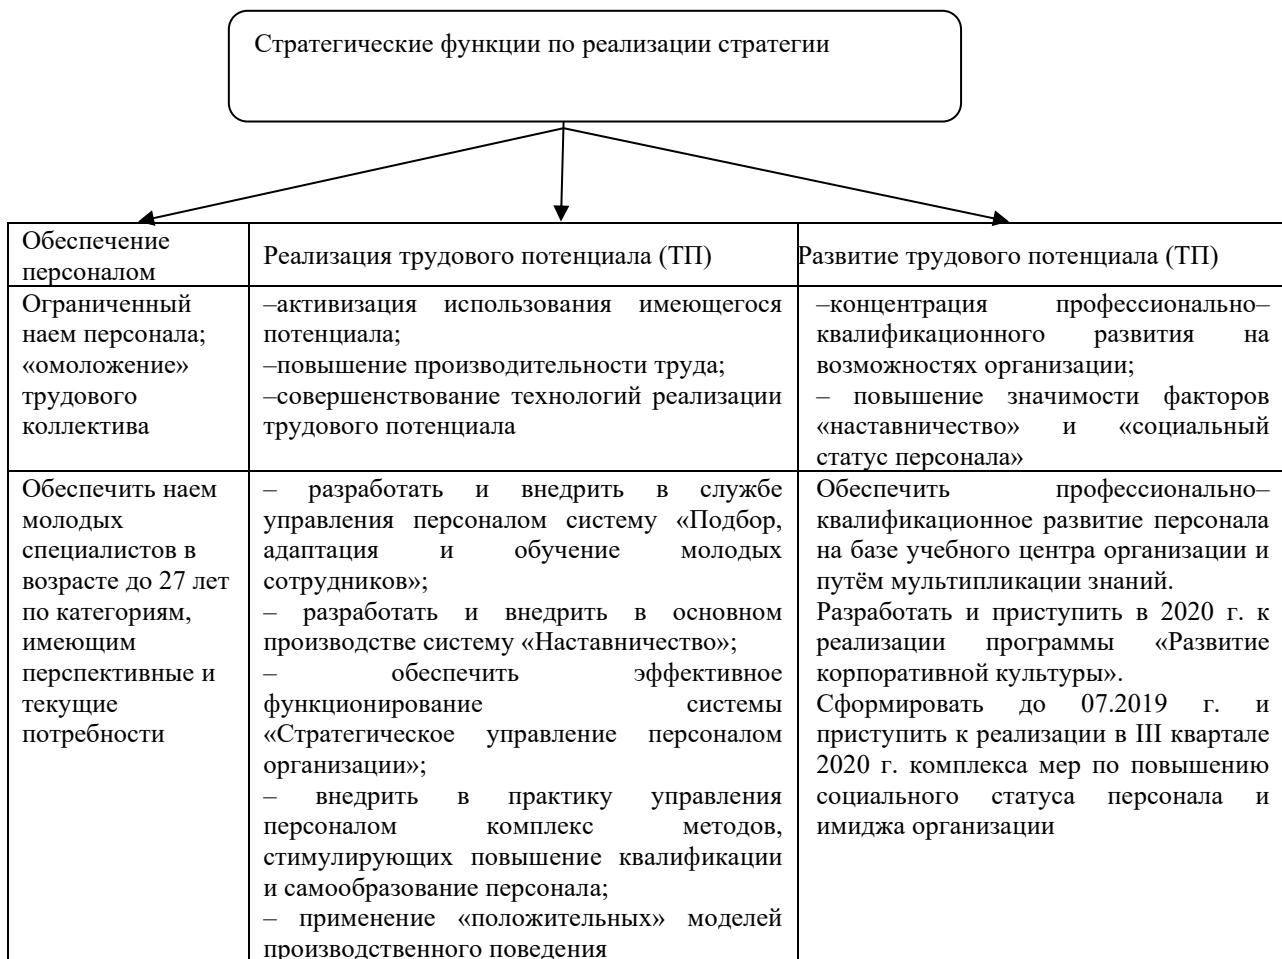 Стратегические функции по реализации стратегии
Обеспечение
персоналом
Реализация трудового потенциала (ТП)
Развитие трудового потенциала (ТП)
Ограниченный
наем персонала;
«омоложение»
трудового
коллектива
–активизация использования имеющегося
потенциала;
–повышение производительности труда;
–совершенствование технологий реализации
трудового потенциала
–концентрация профессионально–
квалификационного развития на
возможностях организации;
– повышение значимости факторов
«наставничество» и «социальный
статус персонала»
Обеспечить наем
молодых
специалистов в
возрасте до 27 лет
по категориям,
имеющим
перспективные и
текущие
потребности
– разработать и внедрить в службе
управления персоналом систему «Подбор,
адаптация и обучение молодых
сотрудников»;
– разработать и внедрить в основном
производстве систему «Наставничество»;
– обеспечить эффективное
функционирование системы
«Стратегическое управление персоналом
организации»;
– внедрить в практику управления
персоналом комплекс методов,
стимулирующих повышение квалификации
и самообразование персонала;
– применение «положительных» моделей
производственного поведения
Обеспечить профессионально–
квалификационное развитие персонала
на базе учебного центра организации и
путём мультипликации знаний.
Разработать и приступить в 2020 г. к
реализации программы «Развитие
корпоративной культуры».
Сформировать до 07.2019 г. и
приступить к реализации в III квартале
2020 г. комплекса мер по повышению
социального статуса персонала и
имиджа организации